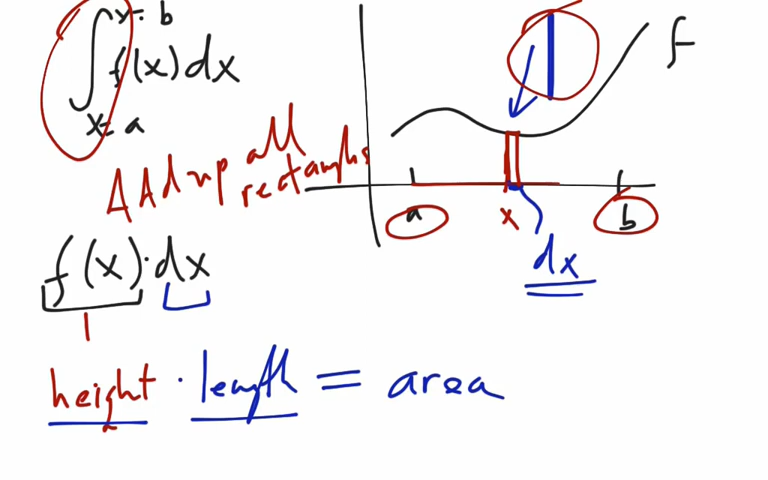 x=b
∫ f(x)dx
x=a
f
Add up all
rectangles
a x b
dx
f(x)·dx
height · length = area